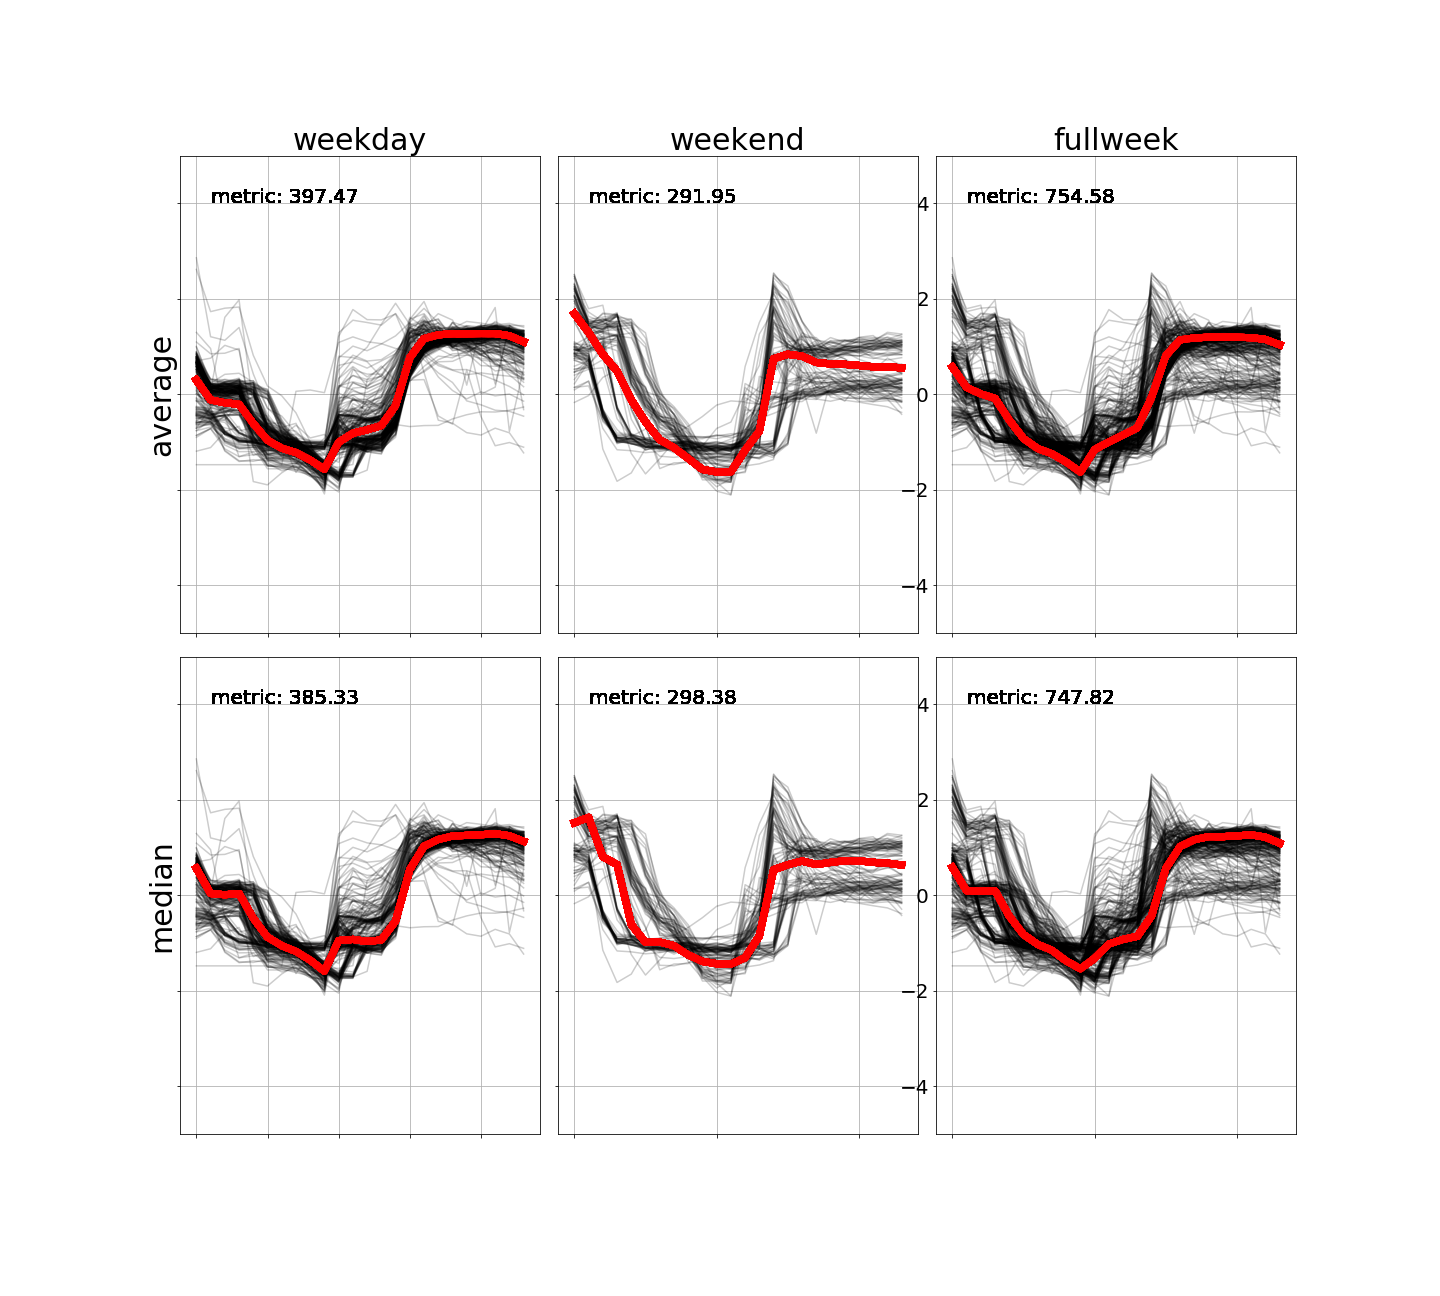 weekday weekend fullweek
metric: 397.47 metric: 291.95 metric: 754.58
4
2
average
0
−2
−4
metric: 385.33 metric: 298.38 metric: 747.82
4
2
median
0
−2
−4